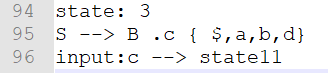 94 state: 3
95 S --> B .c { $,a,b,d}
96 input:c --> state11